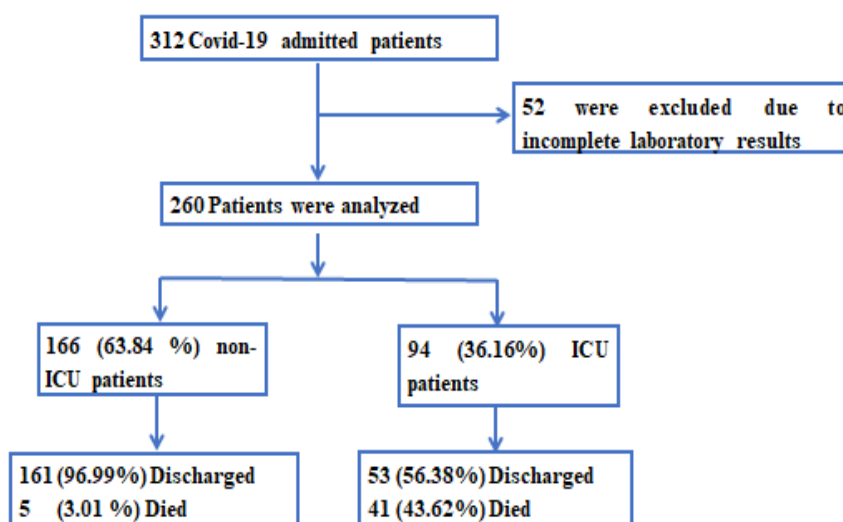 312 Covid-19 admitted patients
52 were excluded due to
incomplete laboratory results
260 Patients were analyzed
166 (63.84 %) non-
ICU patients
94 (36.16%) ICU
patients
161 (96.99%) Discharged
5 (3.01 %) Died
53 (56.38%) Discharged
41 (43.62%) Died